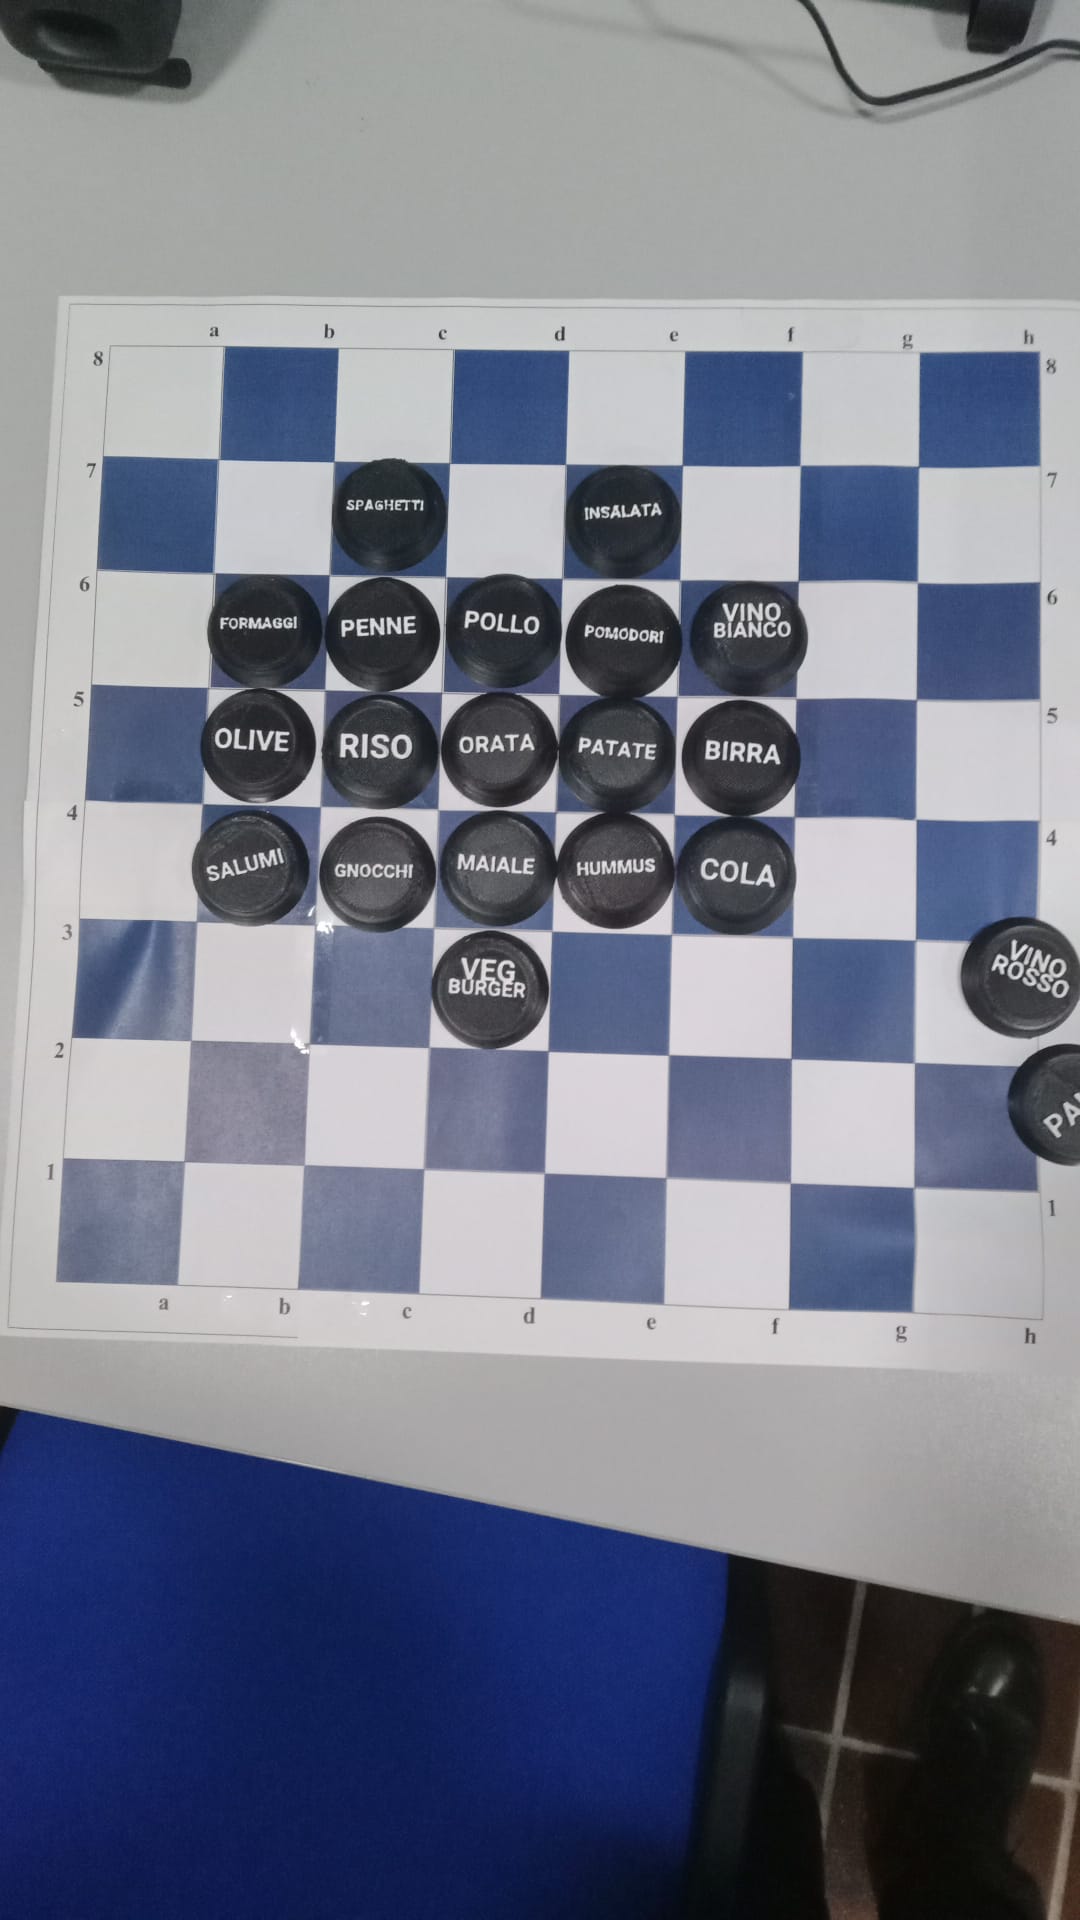 a b c d e f g h
8 8
7 7
SPAGHETTI INSALATA
6 6
FORMAGGI PENNE POLLO POMODORI VINO BIANCO
5 5
OLIVE RISO ORATA PATATE BIRRA
4 4
SALUMI GNOCCHI MAIALE HUMMUS COLA
3
VEG BURGER VINO ROSSO
2
1 1
a b c d e f g h